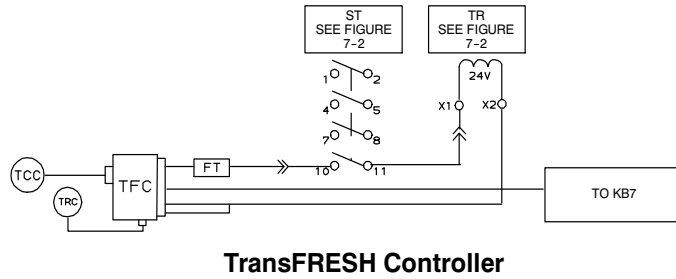 ST
SEE FIGURE
7-2
TR
SEE FIGURE
7-2
24V
1 2
4 5
X1 X2
7 8
10 11
FT
TCC
TFC
TRC
TO KB7
TransFRESH Controller